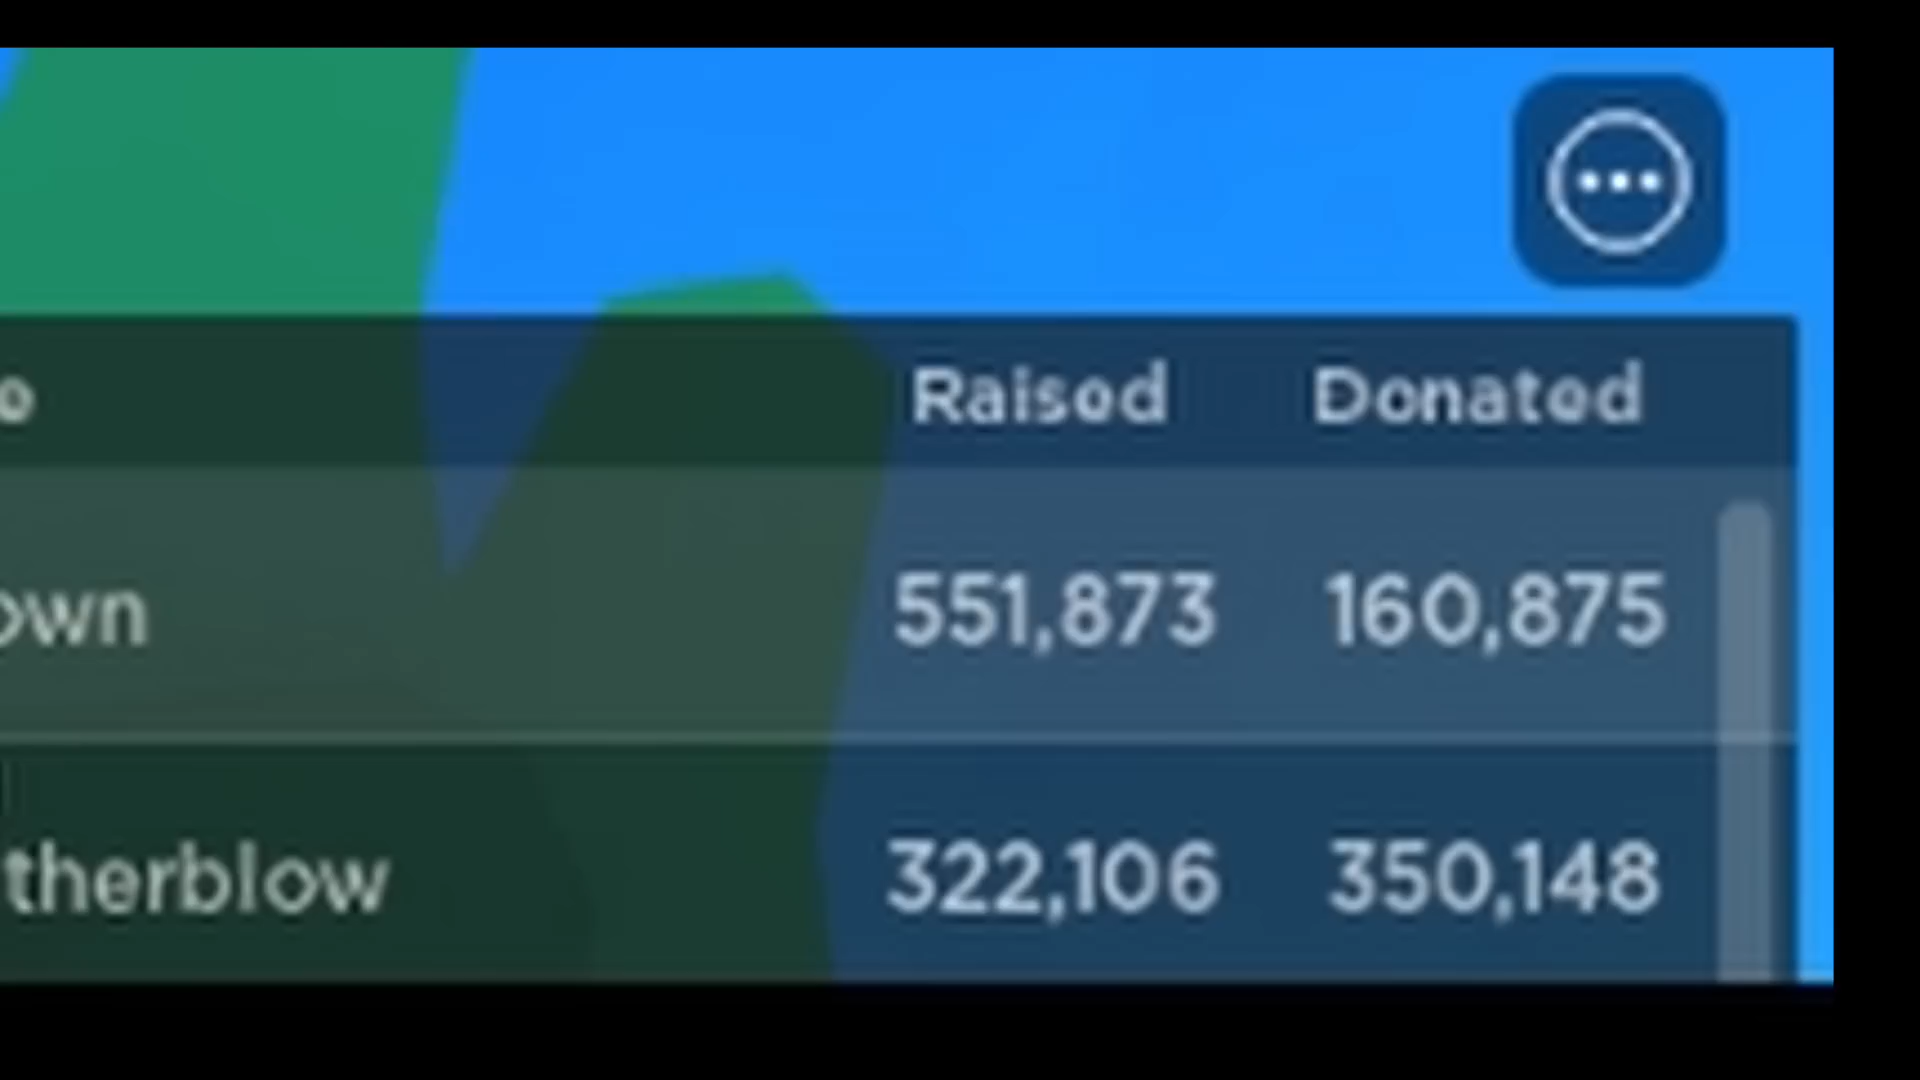 Raised Donated
own 551,873 160,875
therblow 322,106 350,148